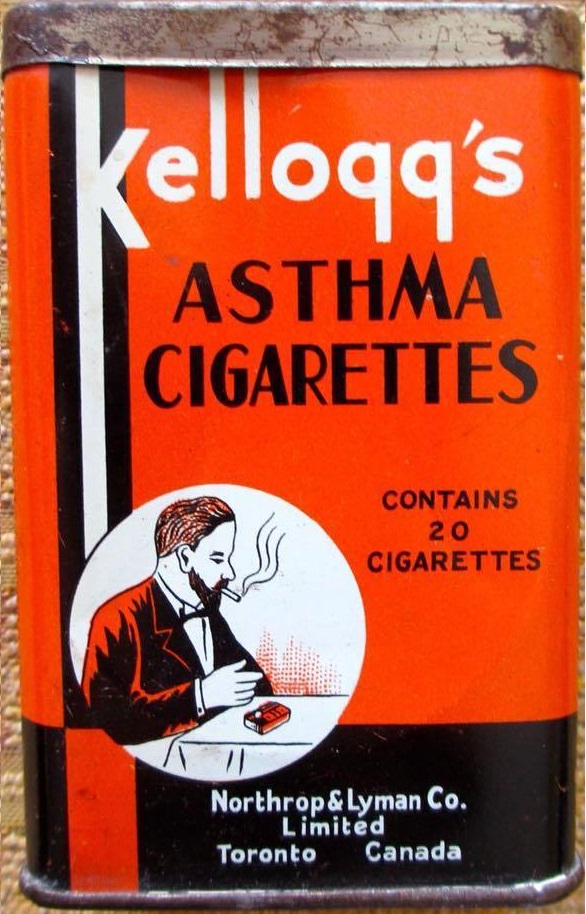 Kellogg's
ASTHMA
CIGARETTES
CONTAINS
20
CIGARETTES
Northrop & Lyman Co.
Limited
Toronto Canada